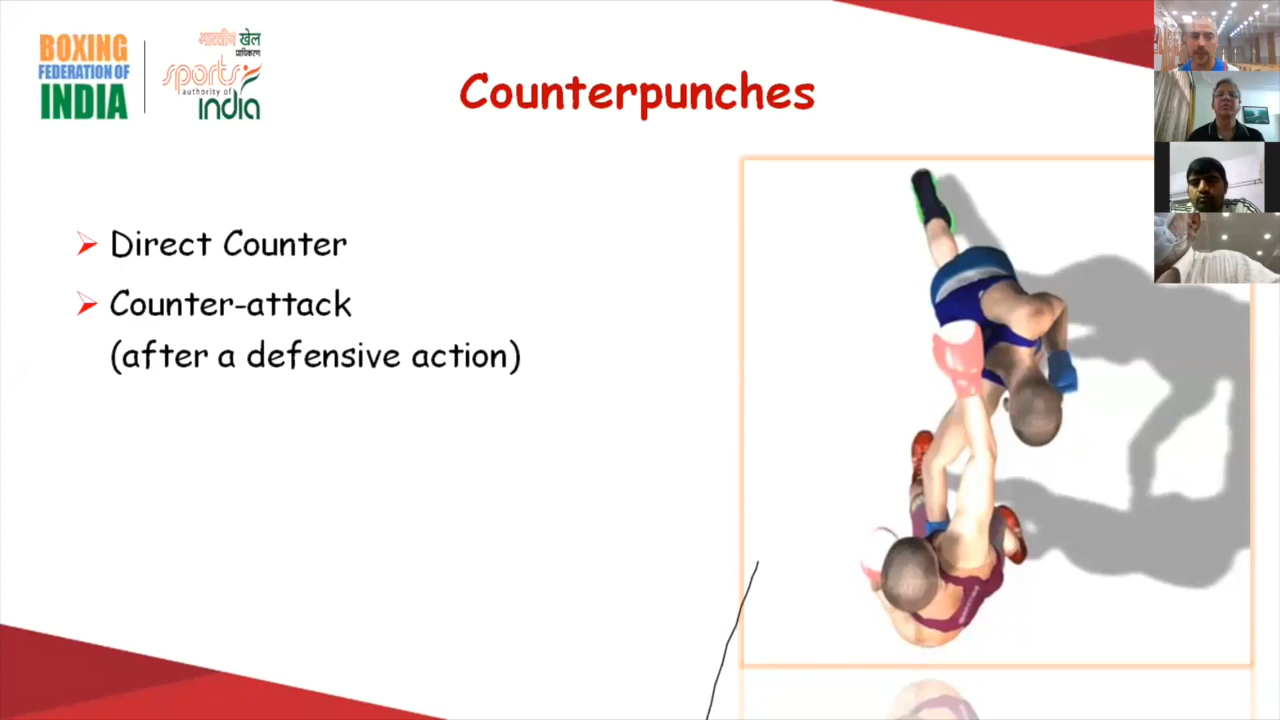 BOXING
FEDERATION OF
INDIA
भारतीय खेल
प्राधिकरण
sports
authority of
india
Counterpunches
Direct Counter
Counter-attack
(after a defensive action)